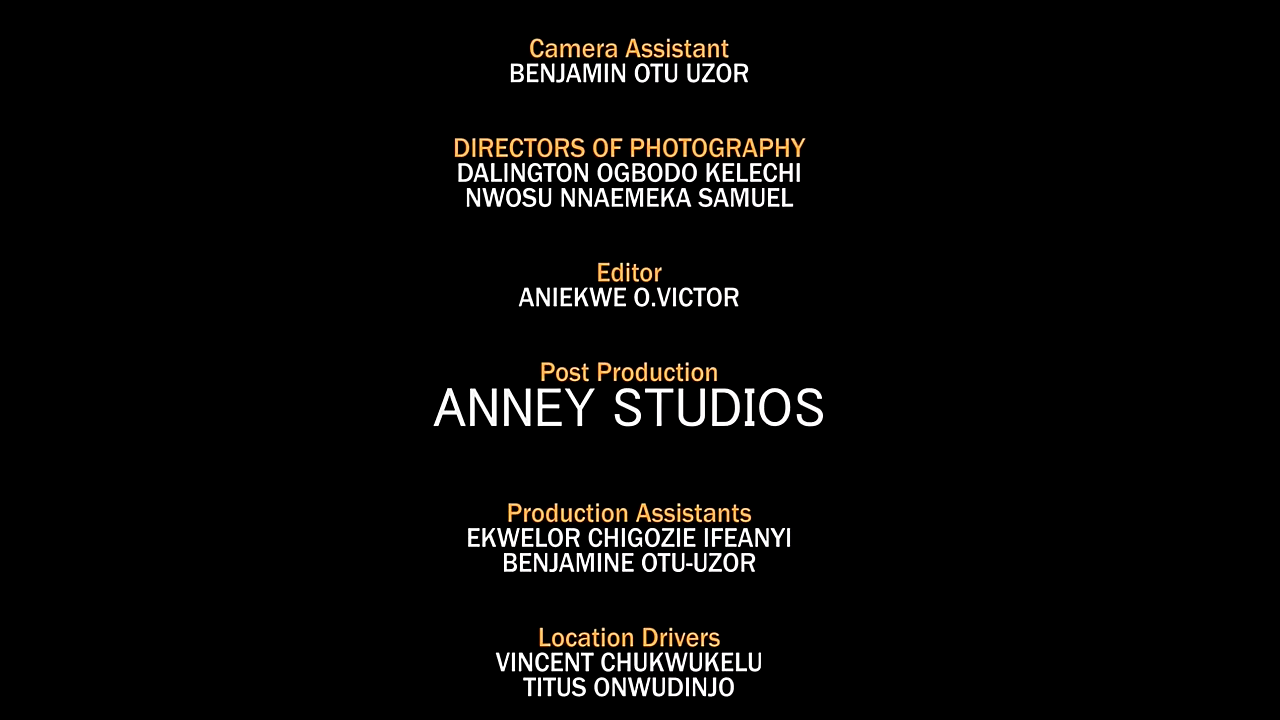 Camera Assistant
BENJAMIN OTU UZOR
DIRECTORS OF PHOTOGRAPHY
DALINGTON OGBODO KELECHI
NWOSU NNAEMEKA SAMUEL
Editor
ANIEKWE O.VICTOR
Post Production
ANNEY STUDIOS
Production Assistants
EKWELOR CHIGOZIE IFEANYI
BENJAMINE OTU-UZOR
Location Drivers
VINCENT CHUKWUKELU
TITUS ONWUDINJO